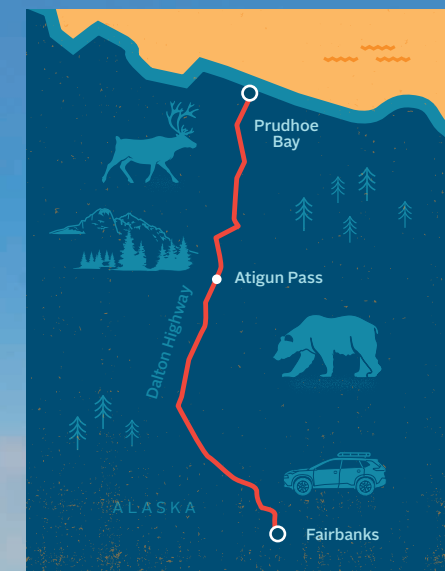 Prudhoe
Bay
Atigun Pass
Dalton Highway
ALASKA
Fairbanks